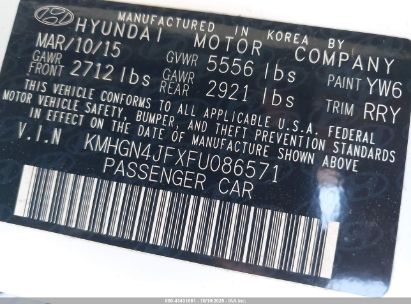 MANUFACTURED IN KOREA BY
HYUNDAI MOTOR COMPANY
MAR/10/15 GVWR 5556 lbs PAINT YW6
GAWR FRONT 2712 lbs GAWR REAR 2921 lbs TRIM RRY
THIS VEHICLE CONFORMS TO ALL APPLICABLE U.S.A. FEDERAL
MOTOR VEHICLE SAFETY, BUMPER, AND THEFT PREVENTION STANDARDS
IN EFFECT ON THE DATE OF MANUFACTURE SHOWN ABOVE.
V.I.N KMHGN4JFXFU086571
PASSENGER CAR